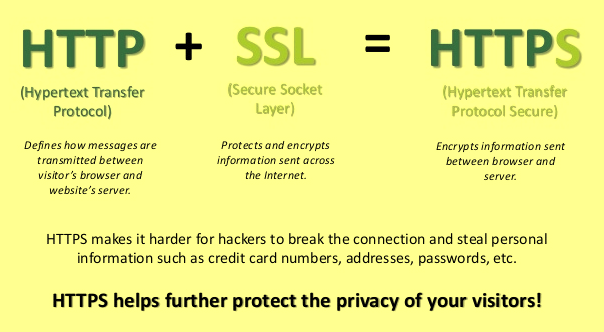 HTTP + SSL = HTTPS
(Hypertext Transfer
Protocol)
(Secure Socket
Layer)
(Hypertext Transfer
Protocol Secure)
Defines how messages are
transmitted between
visitor's browser and
website's server.
Protects and encrypts
information sent across
the Internet.
Encrypts information sent
between browser and
server.
HTTPS makes it harder for hackers to break the connection and steal personal
information such as credit card numbers, addresses, passwords, etc.
HTTPS helps further protect the privacy of your visitors!